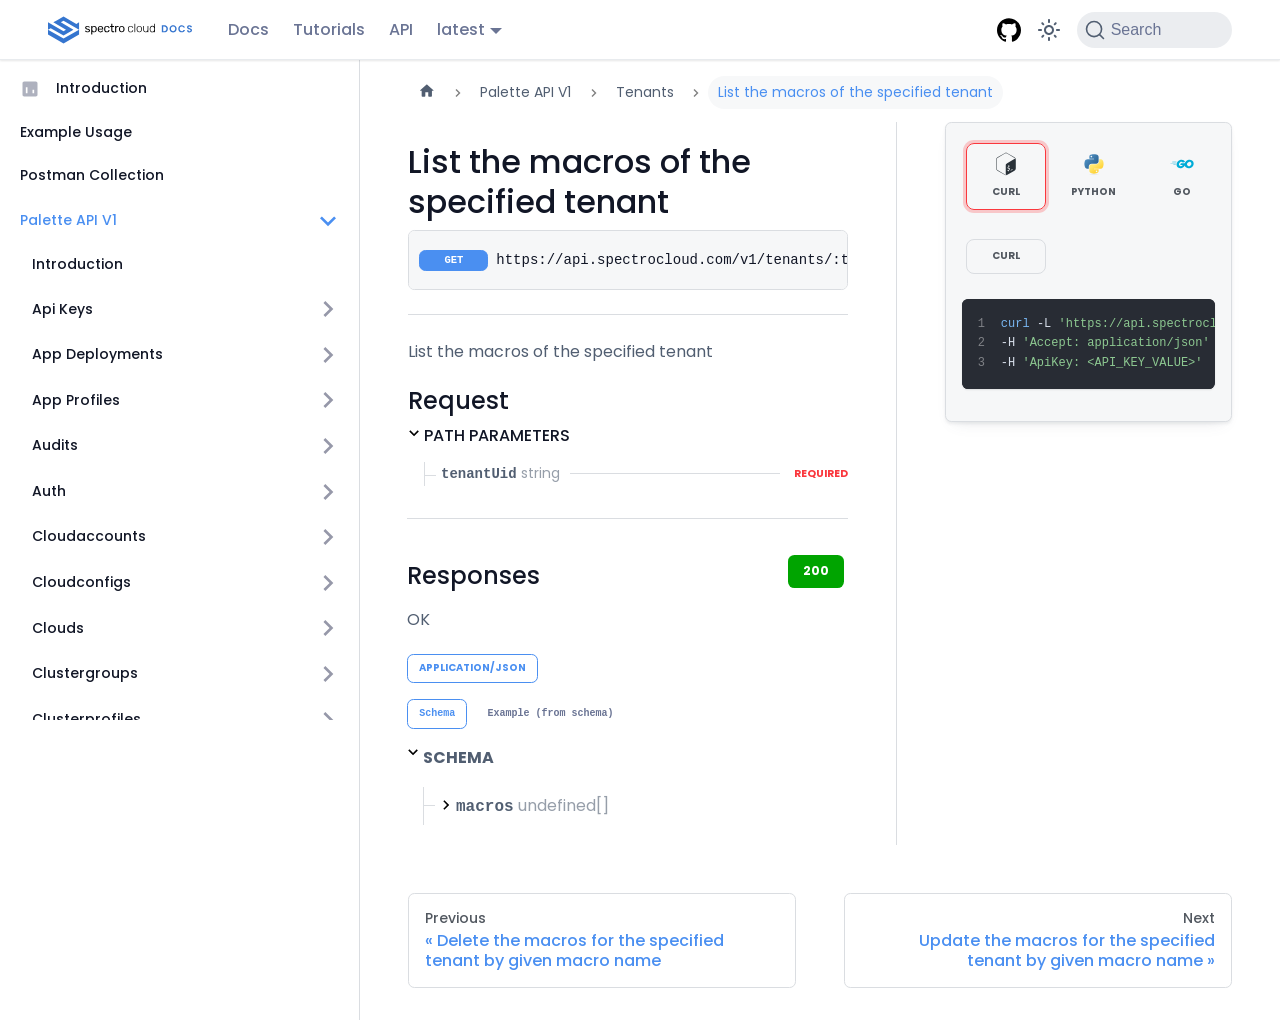 spectro cloud DOCS
Docs
Tutorials
API
latest
Search
Introduction
Example Usage
Postman Collection
Palette API V1
Introduction
Api Keys
App Deployments
App Profiles
Audits
Auth
Cloudaccounts
Cloudconfigs
Clouds
Clustergroups
Clusterprofiles
Palette API V1
Tenants
List the macros of the specified tenant
List the macros of the
specified tenant
GET https://api.spectrocloud.com/v1/tenants/:t
List the macros of the specified tenant
Request
PATH PARAMETERS
tenantUid string REQUIRED
Responses
200
OK
APPLICATION/JSON
Schema
Example (from schema)
SCHEMA
macros undefined[]
CURL
PYTHON
GO
CURL
1 curl -L 'https://api.spectrocl
2 -H 'Accept: application/json'
3 -H 'ApiKey: <API_KEY_VALUE>'
Previous
« Delete the macros for the specified
tenant by given macro name
Next
Update the macros for the specified
tenant by given macro name »